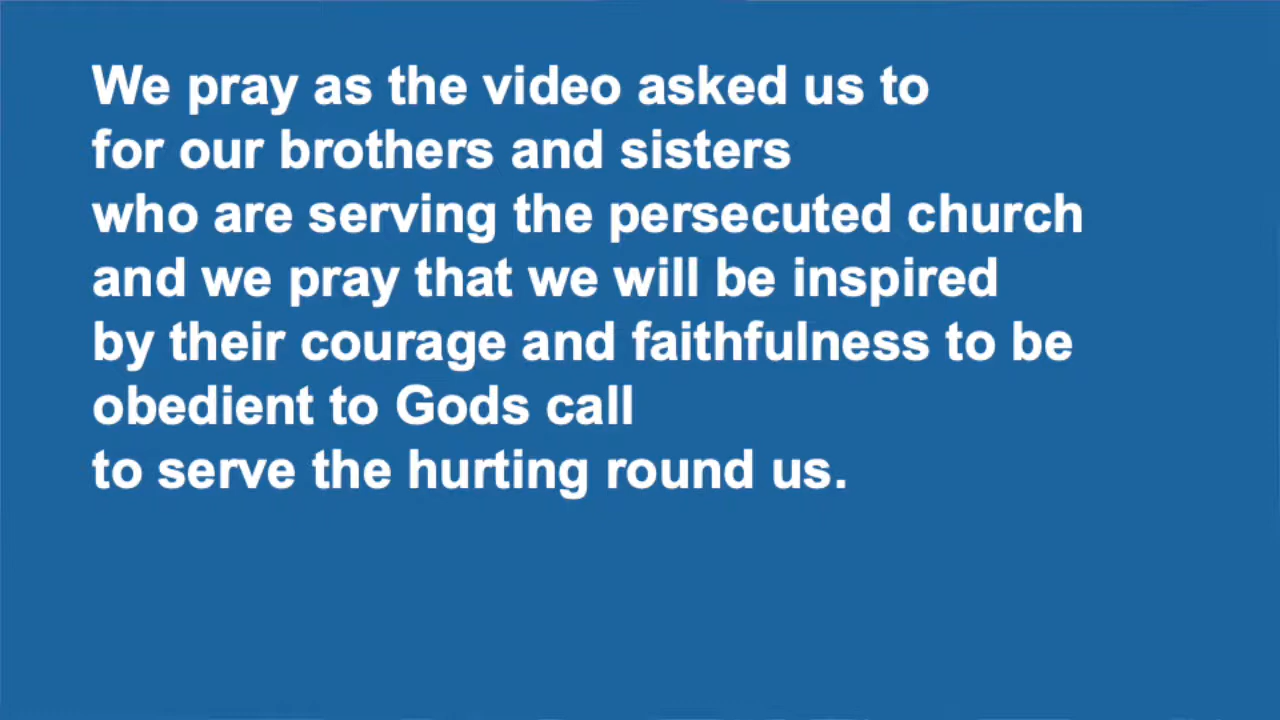 We pray as the video asked us to
for our brothers and sisters
who are serving the persecuted church
and we pray that we will be inspired
by their courage and faithfulness to be
obedient to Gods call
to serve the hurting round us.